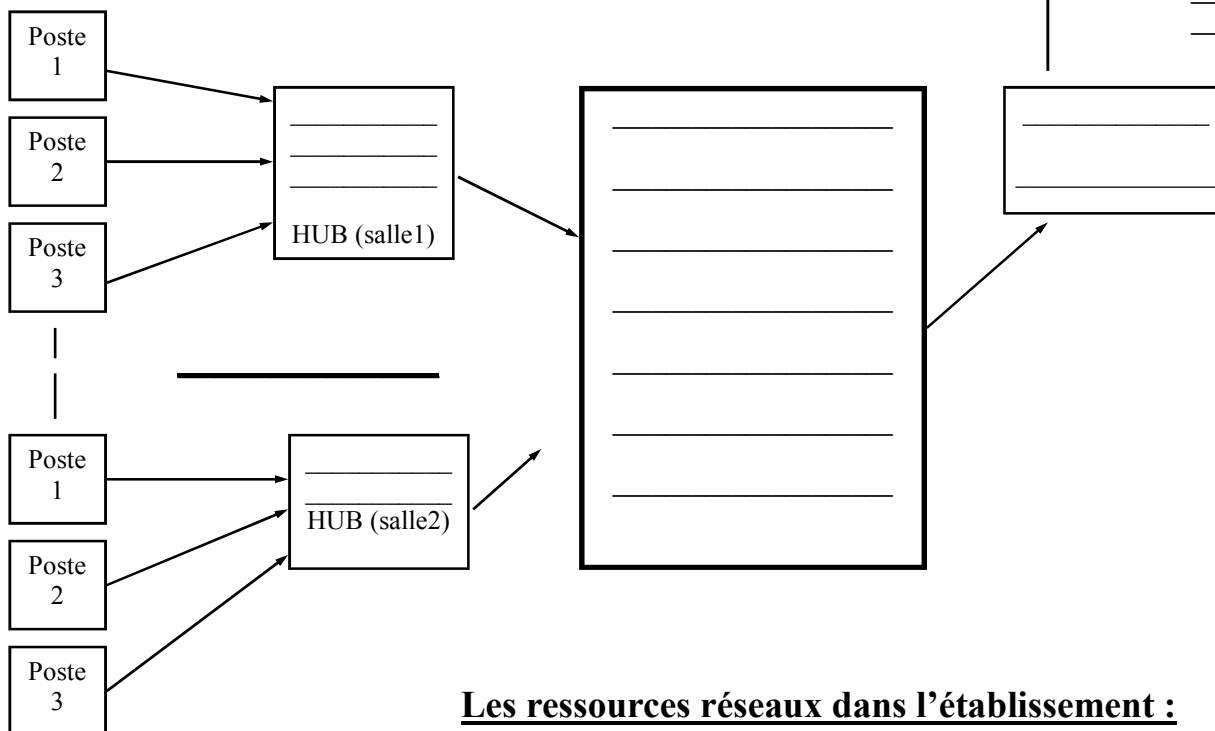 Poste
1
Poste
2
Poste
3
HUB (salle1)
Poste
1
HUB (salle2)
Poste
2
Poste
3
Les ressources réseaux dans l’établissement :